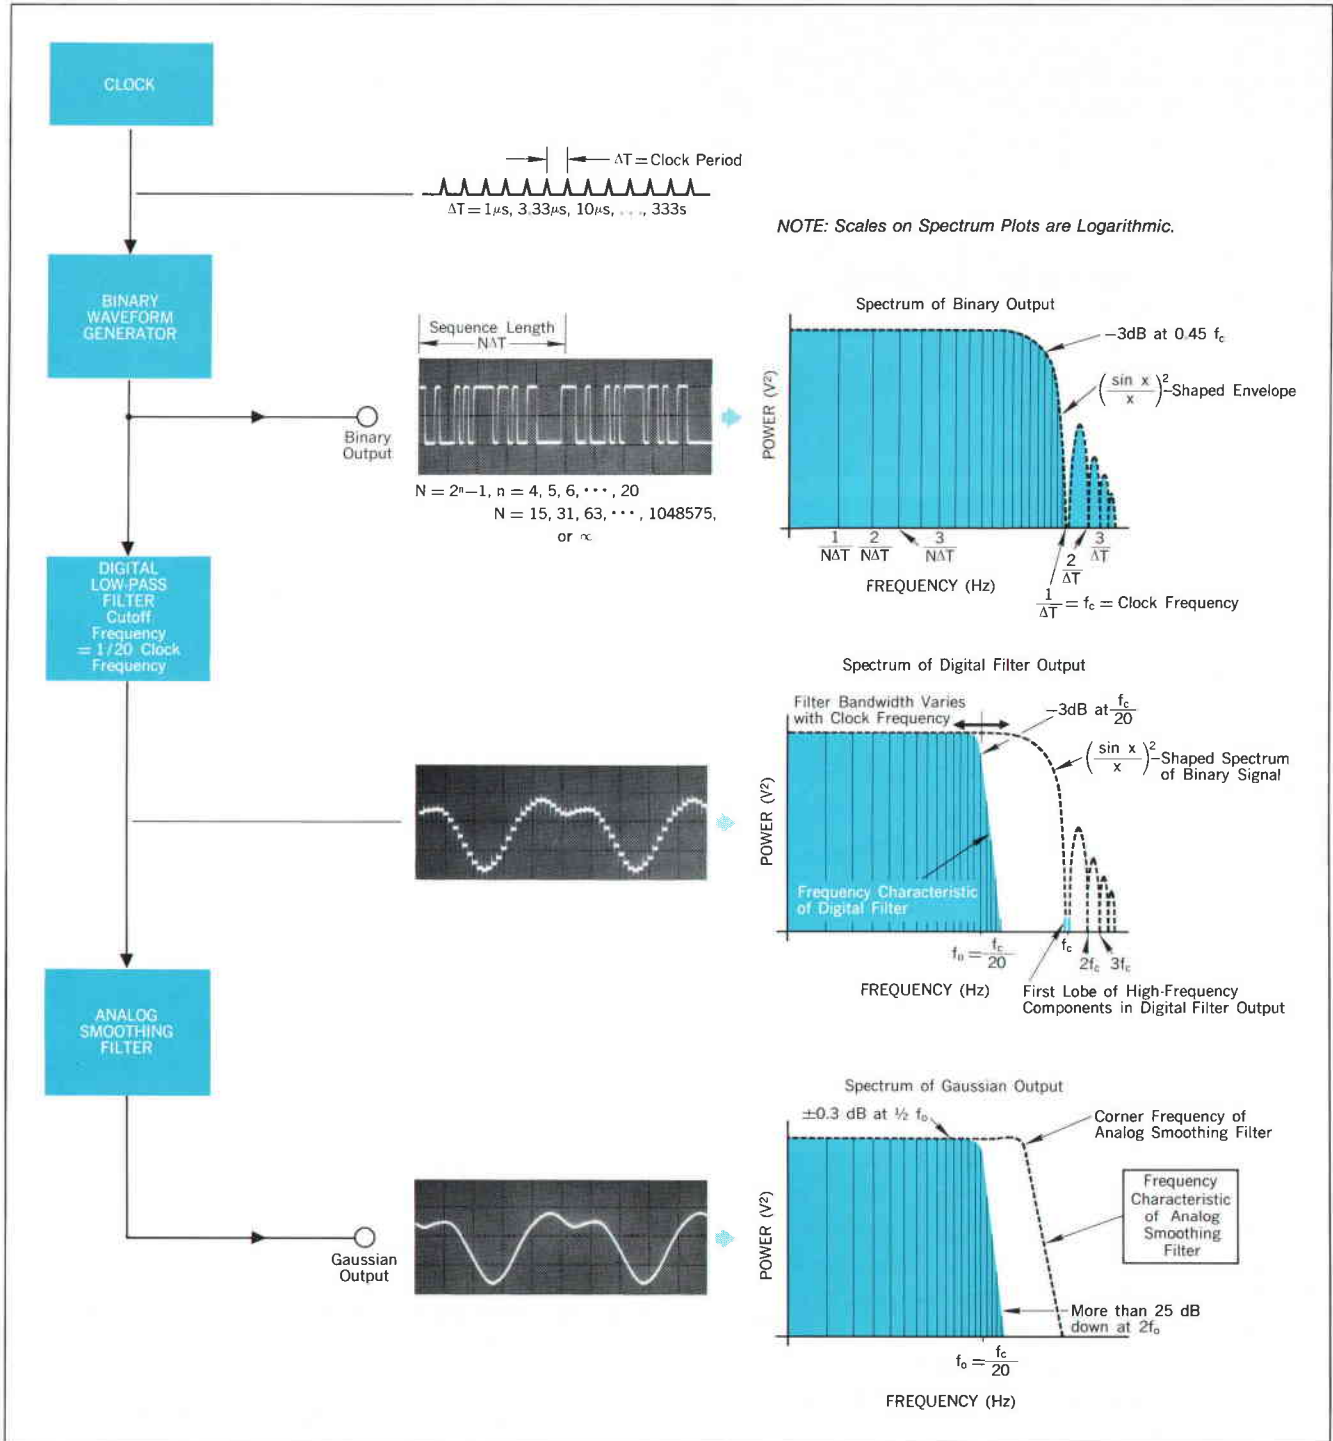 CLOCK
ΔT = Clock Period
ΔT = 1μs, 3.33μs, 10μs, . . ., 333s
NOTE: Scales on Spectrum Plots are Logarithmic.
BINARY
WAVEFORM
GENERATOR
Sequence Length
NΔT
Binary
Output
N = 2ⁿ–1, n = 4, 5, 6, ···, 20
N = 15, 31, 63, ···, 1048575,
or ∝
Spectrum of Binary Output
–3dB at 0.45 f_c
(sin x / x)²–Shaped Envelope
POWER (V²)
1/NΔT 2/NΔT 3/NΔT
2/ΔT 3/ΔT
FREQUENCY (Hz)
1/ΔT = f_c = Clock Frequency
DIGITAL
LOW-PASS
FILTER
Cutoff
Frequency
= 1/20 Clock
Frequency
Spectrum of Digital Filter Output
Filter Bandwidth Varies
with Clock Frequency
–3dB at f_c/20
(sin x / x)²–Shaped Spectrum
of Binary Signal
POWER (V²)
Frequency Characteristic
of Digital Filter
f₀ = f_c/20
f_c
2f_c 3f_c
FREQUENCY (Hz)
First Lobe of High-Frequency
Components in Digital Filter Output
ANALOG
SMOOTHING
FILTER
Gaussian
Output
Spectrum of Gaussian Output
±0.3 dB at ½ f₀
Corner Frequency of
Analog Smoothing Filter
POWER (V²)
Frequency
Characteristic
of Analog
Smoothing
Filter
More than 25 dB
down at 2f₀
f₀ = f_c/20
FREQUENCY (Hz)